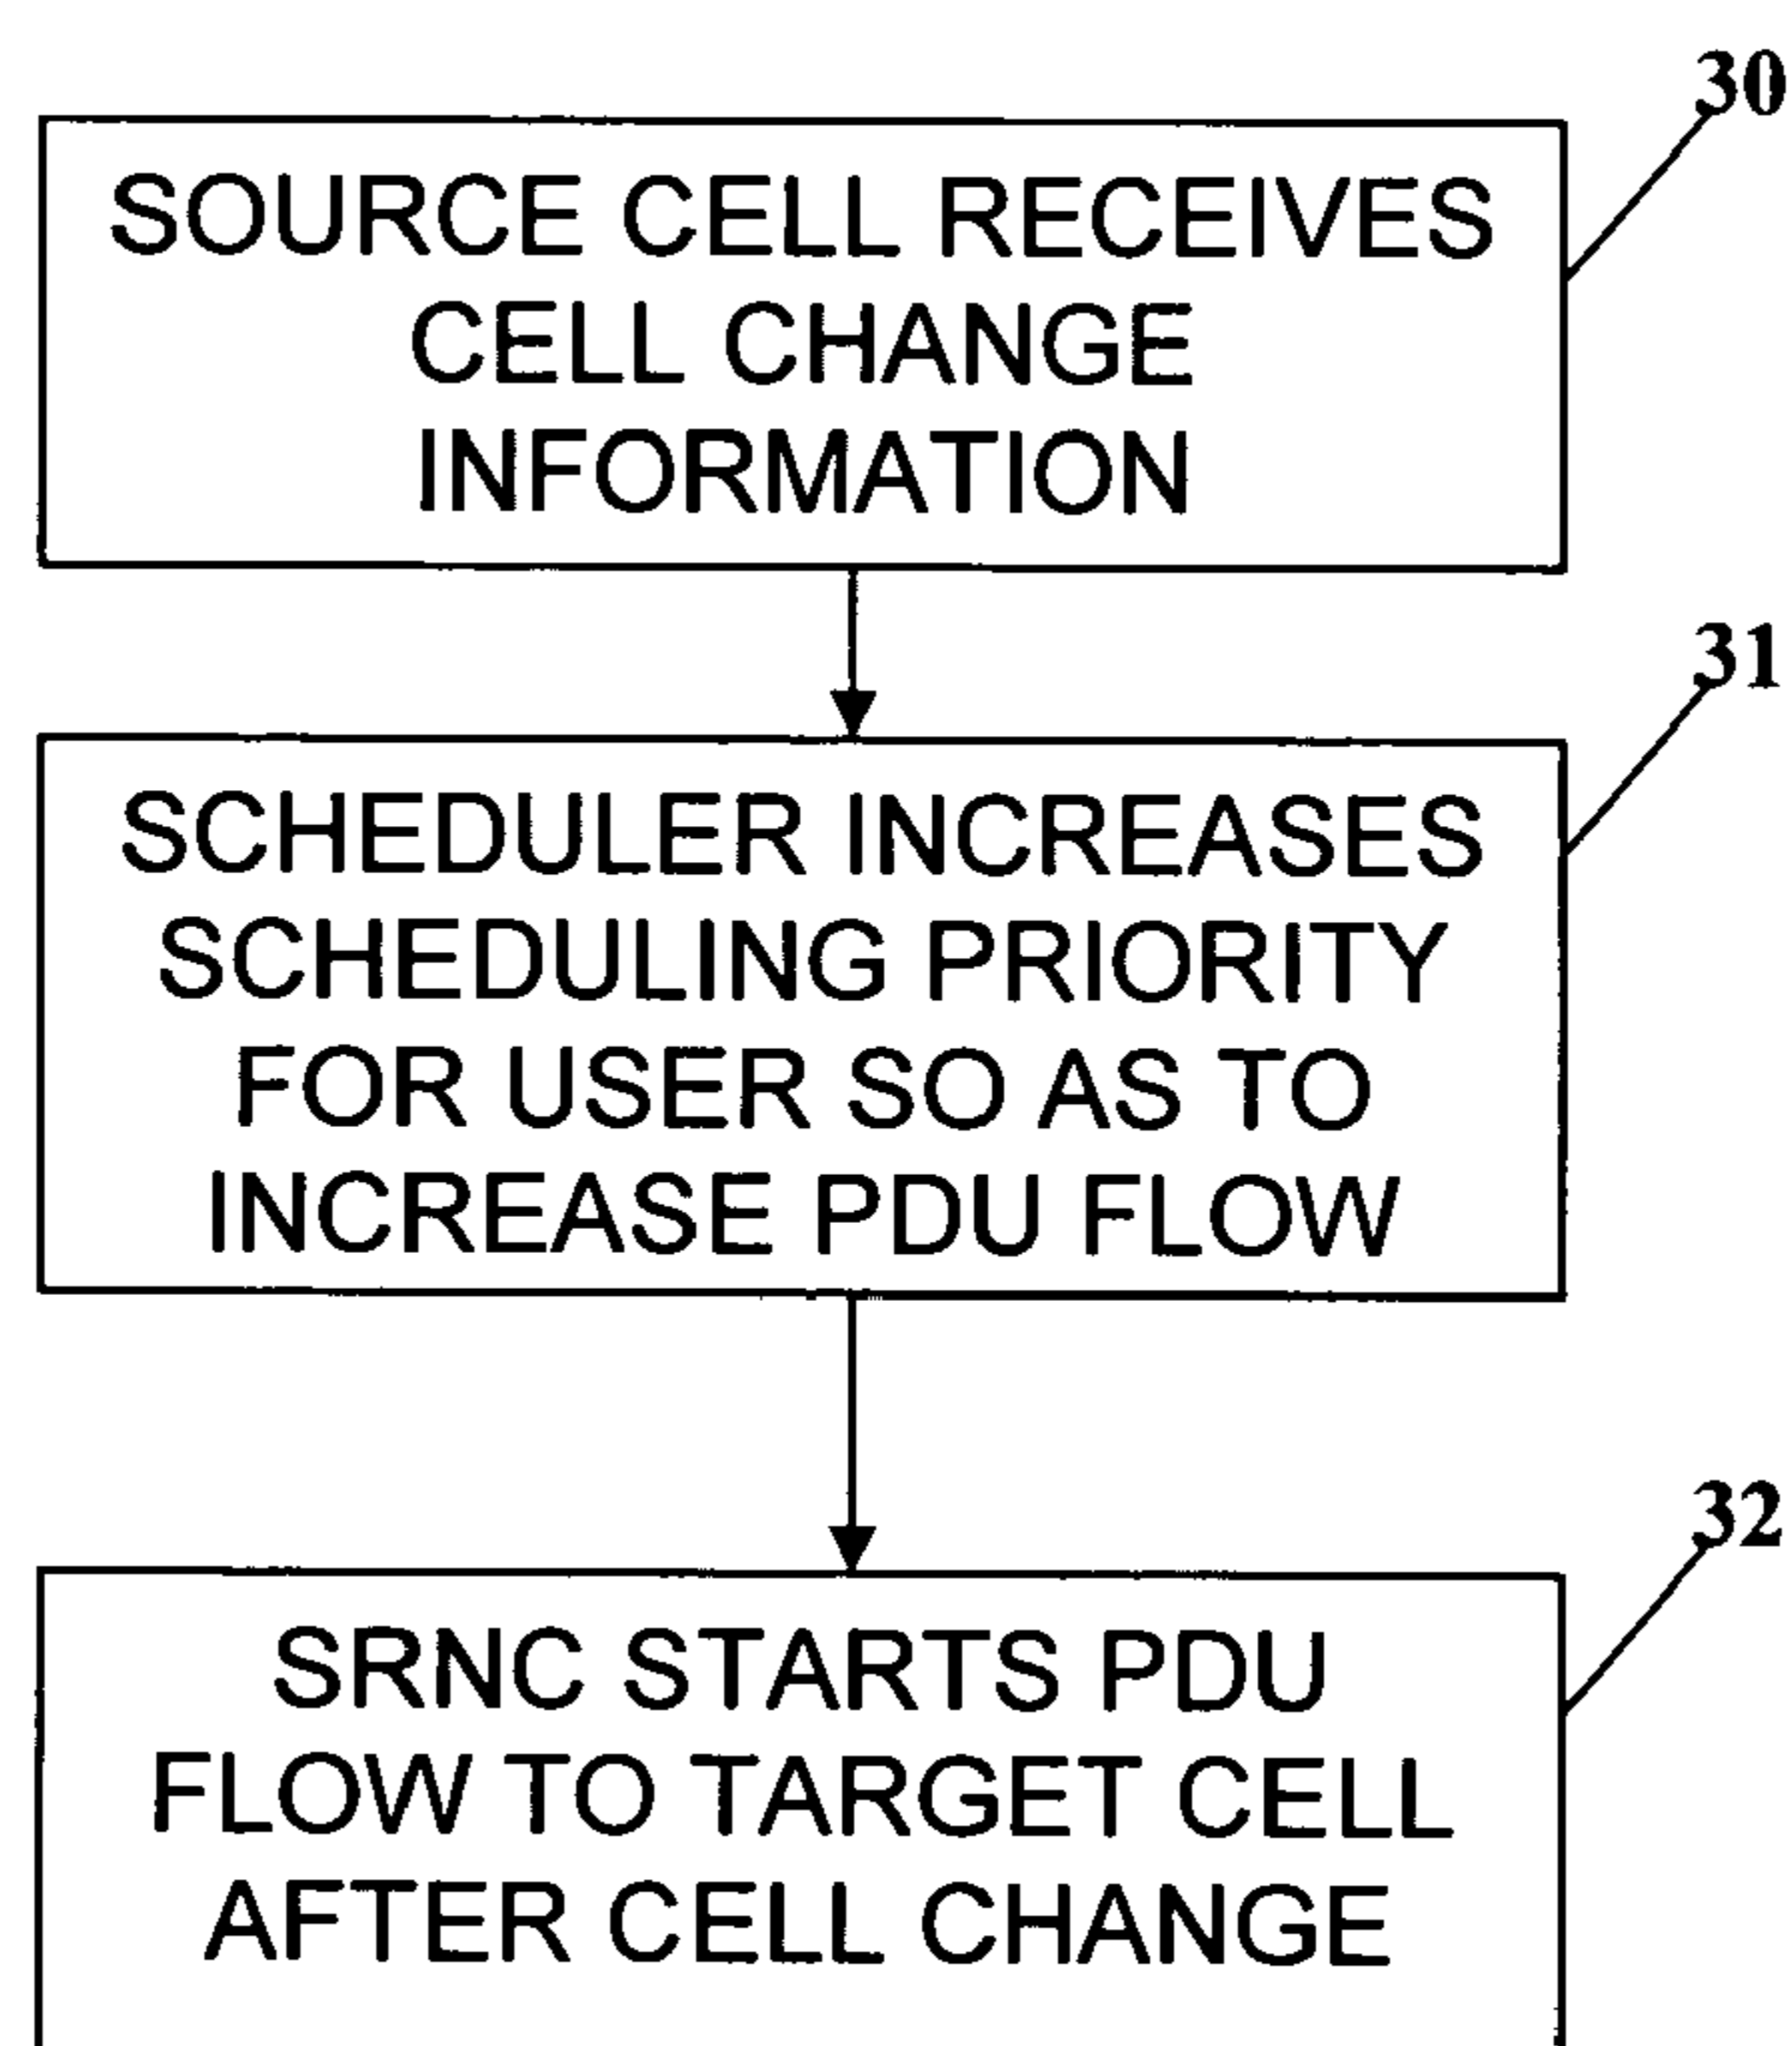 30
SOURCE CELL RECEIVES
CELL CHANGE
INFORMATION
31
SCHEDULER INCREASES
SCHEDULING PRIORITY
FOR USER SO AS TO
INCREASE PDU FLOW
32
SRNC STARTS PDU
FLOW TO TARGET CELL
AFTER CELL CHANGE